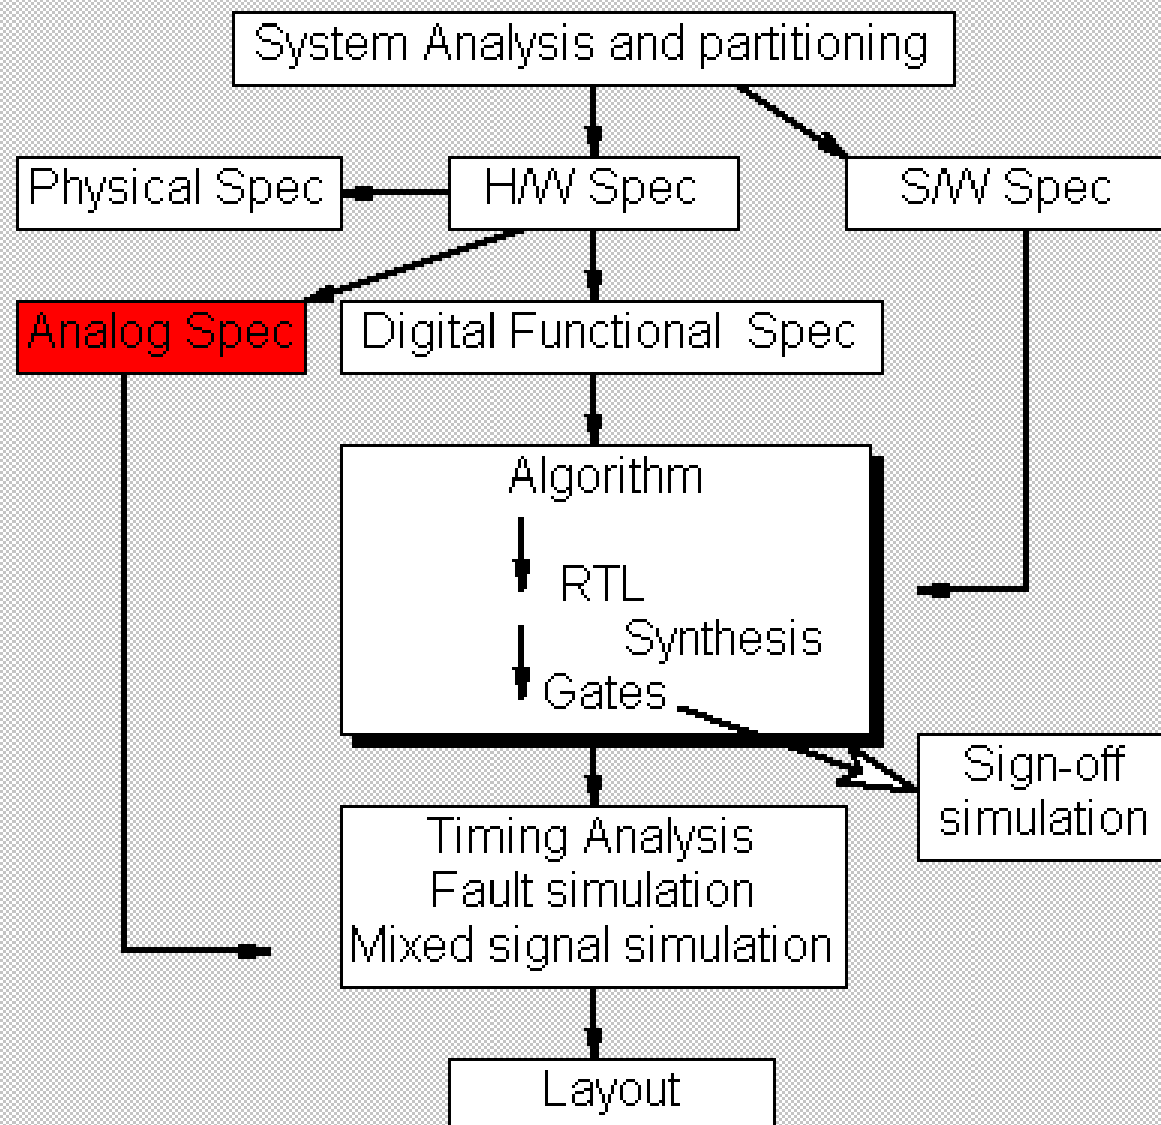 System Analysis and partitioning
Physical Spec
H/W Spec
S/W Spec
Analog Spec
Digital Functional Spec
Algorithm
RTL
Synthesis
Gates
Sign-off
simulation
Timing Analysis
Fault simulation
Mixed signal simulation
Layout